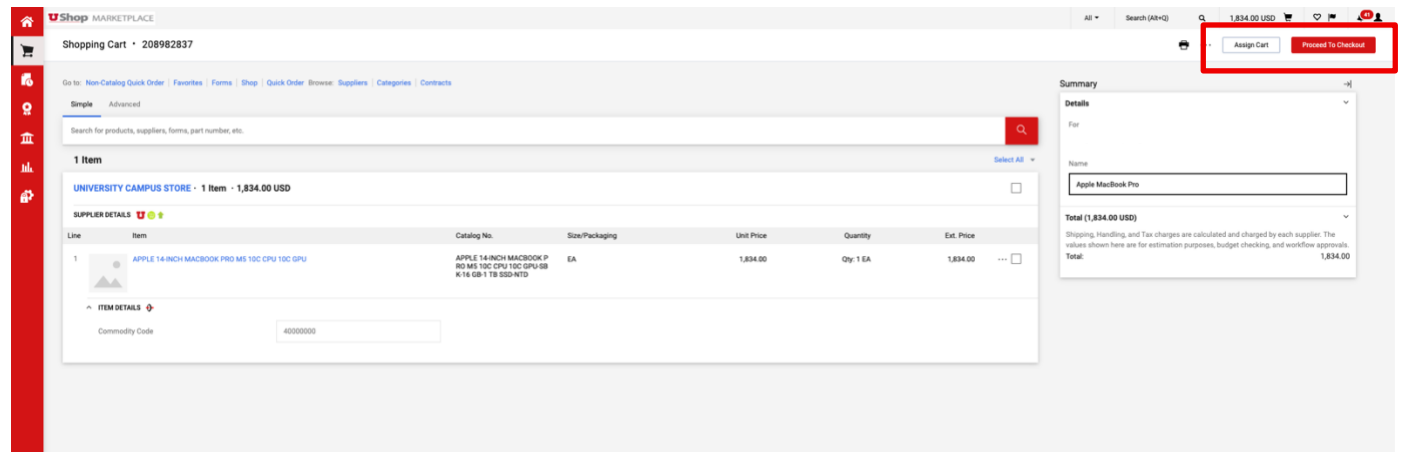 UShop MARKETPLACE
All
Search (Alt+Q)
1,834.00 USD
41
Shopping Cart • 208982837
Assign Cart
Proceed To Checkout
Go to: Non-Catalog Quick Order | Favorites | Forms | Shop | Quick Order Browse: Suppliers | Categories | Contracts
Simple Advanced
Search for products, suppliers, forms, part number, etc.
1 Item
Select All
UNIVERSITY CAMPUS STORE · 1 Item · 1,834.00 USD
SUPPLIER DETAILS
Line Item Catalog No. Size/Packaging Unit Price Quantity Ext. Price
1 APPLE 14-INCH MACBOOK PRO M5 10C CPU 10C GPU
APPLE 14-INCH MACBOOK P
RO M5 10C CPU 10C GPU-SB
K-16 GB-1 TB SSD-NTD
EA 1,834.00 Qty: 1 EA 1,834.00 ...
ITEM DETAILS
Commodity Code 40000000
Summary
Details
For
Name
Apple MacBook Pro
Total (1,834.00 USD)
Shipping, Handling, and Tax charges are calculated and charged by each supplier. The
values shown here are for estimation purposes, budget checking, and workflow approvals.
Total: 1,834.00